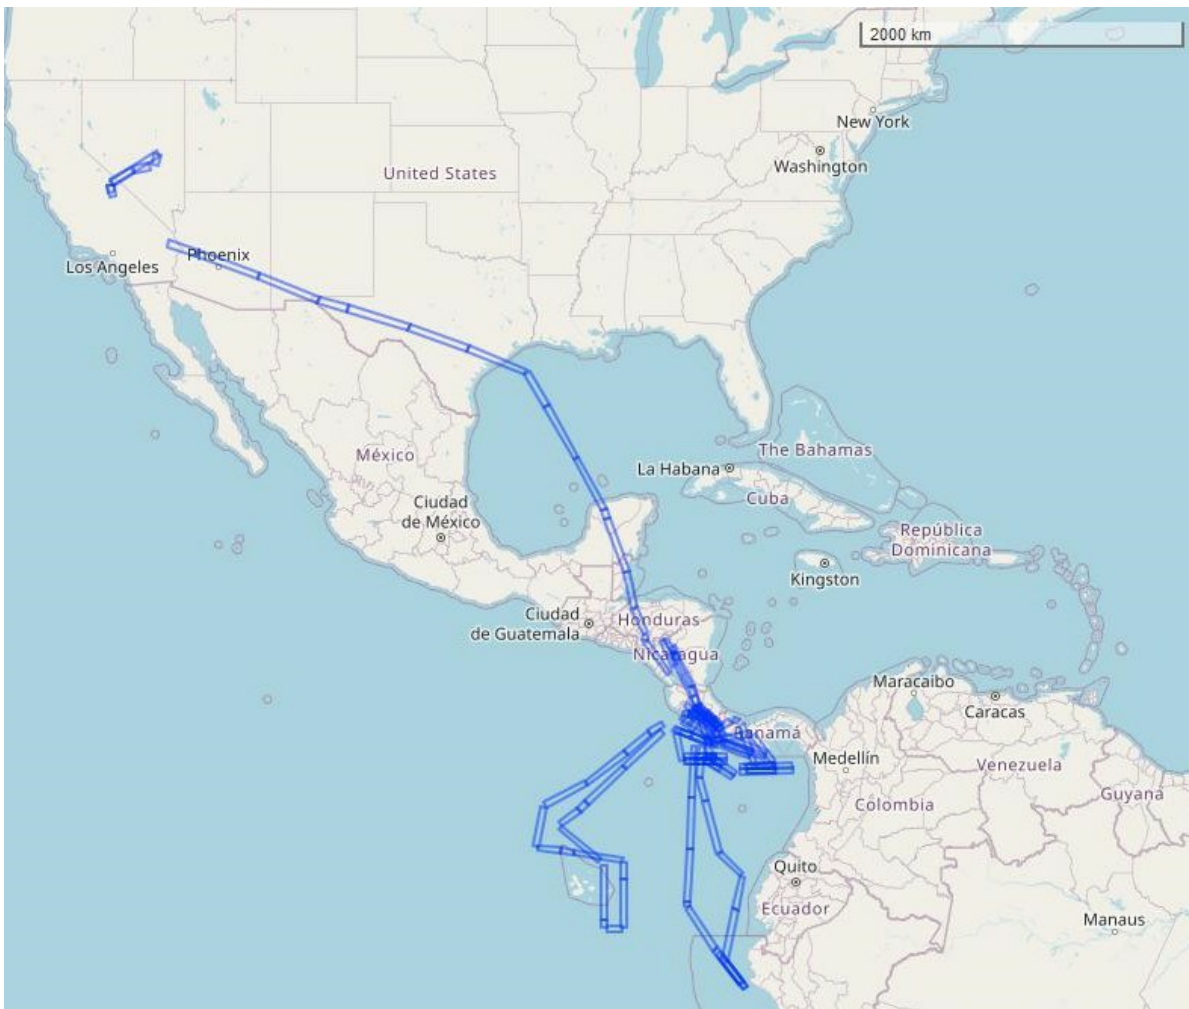 2000 km
New York
Washington
United States
Phoenix
Los Angeles
The Bahamas
La Habana
México
Cuba
Ciudad
de México
República
Dominicana
Kingston
Ciudad
de Guatemala
Honduras
Nicaragua
Maracaibo
Caracas
Panamá
Medellín
Venezuela
Guyana
Colombia
Quito
Ecuador
Manaus